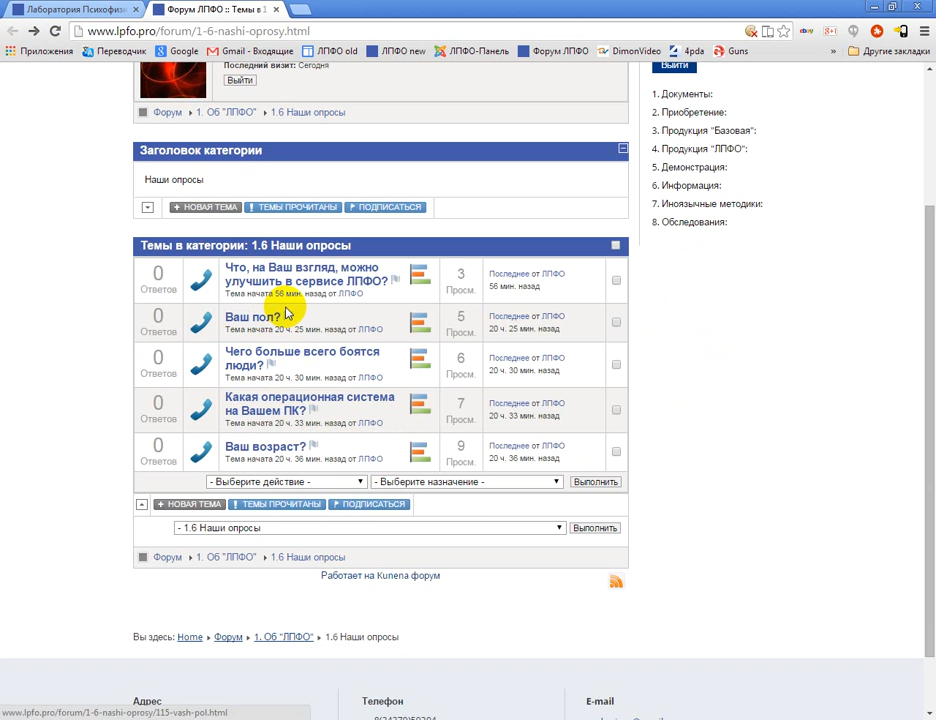 Лаборатория Психофизи
Форум ЛПФО :: Темы в 1
www.lpfo.pro/forum/1-6-nashi-oprosy.html
Приложения
Переводчик
Google
Gmail - Входящие
ЛПФО old
ЛПФО new
ЛПФО-Панель
Форум ЛПФО
DimonVideo
4pda
Guns
»
Другие закладки
Последний визит: Сегодня
Выйти
Форум
1. Об "ЛПФО"
1.6 Наши опросы
Заголовок категории
Наши опросы
НОВАЯ ТЕМА
ТЕМЫ ПРОЧИТАНЫ
ПОДПИСАТЬСЯ
Темы в категории: 1.6 Наши опросы
0
Ответов
Что, на Ваш взгляд, можно
улучшить в сервисе ЛПФО?
Тема начата 56 мин. назад от ЛПФО
3
Просм.
Последнее от ЛПФО
56 мин. назад
0
Ответов
Ваш пол?
Тема начата 20 ч. 25 мин. назад от ЛПФО
5
Просм.
Последнее от ЛПФО
20 ч. 25 мин. назад
0
Ответов
Чего больше всего боятся
люди?
Тема начата 20 ч. 30 мин. назад от ЛПФО
6
Просм.
Последнее от ЛПФО
20 ч. 30 мин. назад
0
Ответов
Какая операционная система
на Вашем ПК?
Тема начата 20 ч. 33 мин. назад от ЛПФО
7
Просм.
Последнее от ЛПФО
20 ч. 33 мин. назад
0
Ответов
Ваш возраст?
Тема начата 20 ч. 36 мин. назад от ЛПФО
9
Просм.
Последнее от ЛПФО
20 ч. 36 мин. назад
- Выберите действие -
- Выберите назначение -
Выполнить
НОВАЯ ТЕМА
ТЕМЫ ПРОЧИТАНЫ
ПОДПИСАТЬСЯ
- 1.6 Наши опросы
Выполнить
Форум
1. Об "ЛПФО"
1.6 Наши опросы
Работает на Kunena форум
Вы здесь: Home
Форум
1. Об "ЛПФО"
1.6 Наши опросы
Выйти
1. Документы:
2. Приобретение:
3. Продукция "Базовая":
4. Продукция "ЛПФО":
5. Демонстрация:
6. Информация:
7. Иноязычные методики:
8. Обследования:
Адрес
Телефон
E-mail
www.lpfo.pro/forum/1-6-nashi-oprosy/115-vash-pol.html